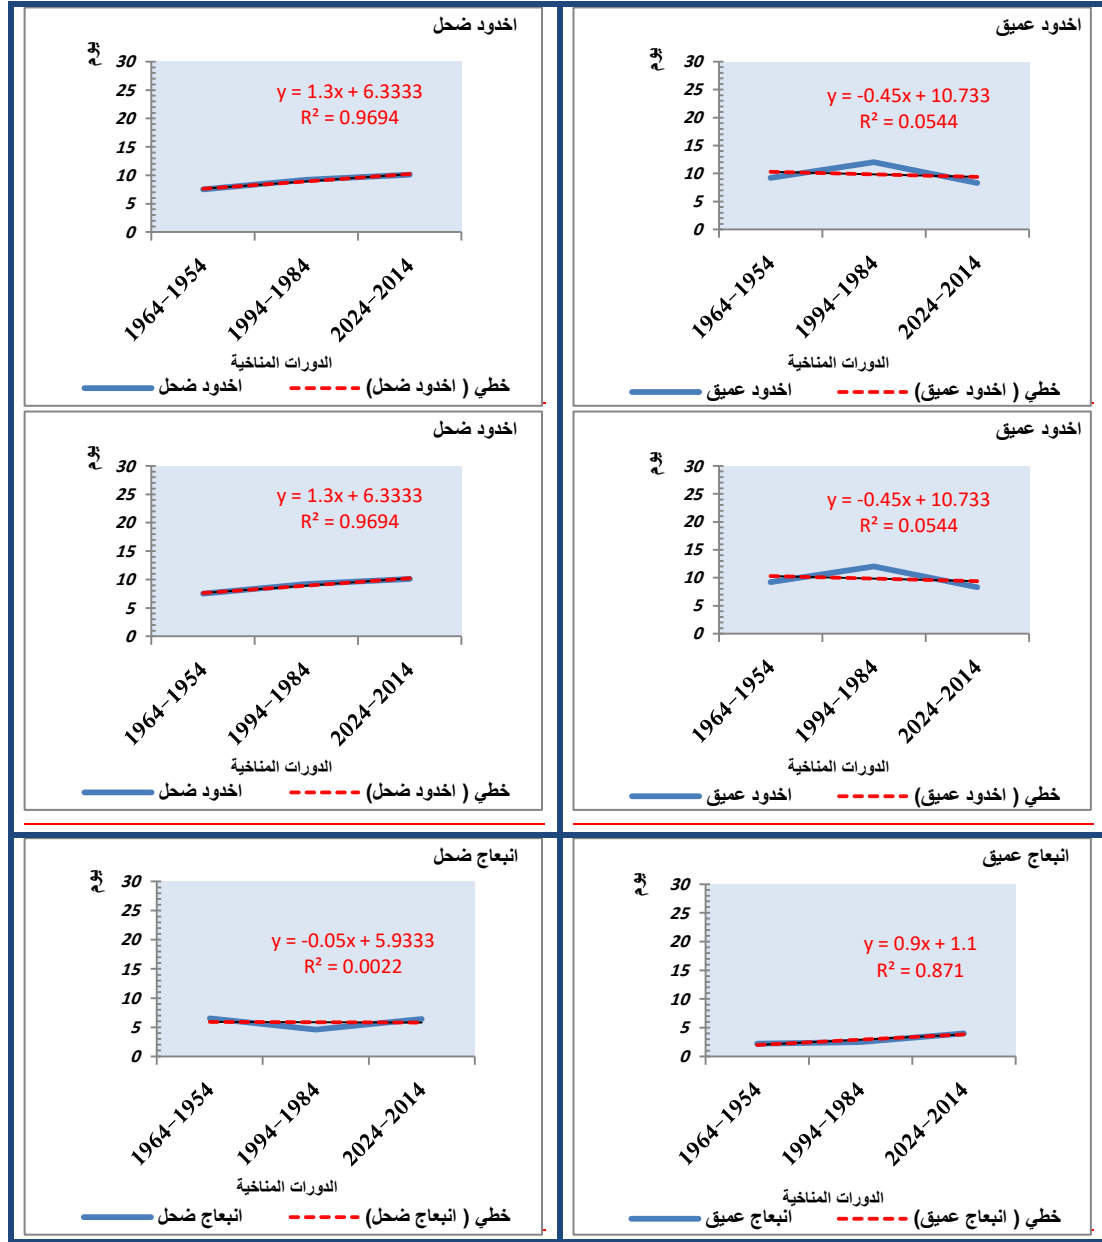 اخدود عميق
يوم
30
25
20
15
10
5
0
y = -0.45x + 10.733
R² = 0.0544
1964-1954
1994-1984
2024-2014
الدورات المناخية
اخدود عميق
خطي ( اخدود عميق)
اخدود ضحل
يوم
30
25
20
15
10
5
0
y = 1.3x + 6.3333
R² = 0.9694
1964-1954
1994-1984
2024-2014
الدورات المناخية
اخدود ضحل
خطي ( اخدود ضحل)
اخدود عميق
يوم
30
25
20
15
10
5
0
y = -0.45x + 10.733
R² = 0.0544
1964-1954
1994-1984
2024-2014
الدورات المناخية
اخدود عميق
خطي ( اخدود عميق)
اخدود ضحل
يوم
30
25
20
15
10
5
0
y = 1.3x + 6.3333
R² = 0.9694
1964-1954
1994-1984
2024-2014
الدورات المناخية
اخدود ضحل
خطي ( اخدود ضحل)
انبعاج عميق
يوم
30
25
20
15
10
5
0
y = 0.9x + 1.1
R² = 0.871
1964-1954
1994-1984
2024-2014
الدورات المناخية
انبعاج عميق
خطي ( انبعاج عميق)
انبعاج ضحل
يوم
30
25
20
15
10
5
0
y = -0.05x + 5.9333
R² = 0.0022
1964-1954
1994-1984
2024-2014
الدورات المناخية
انبعاج ضحل
خطي ( انبعاج ضحل)